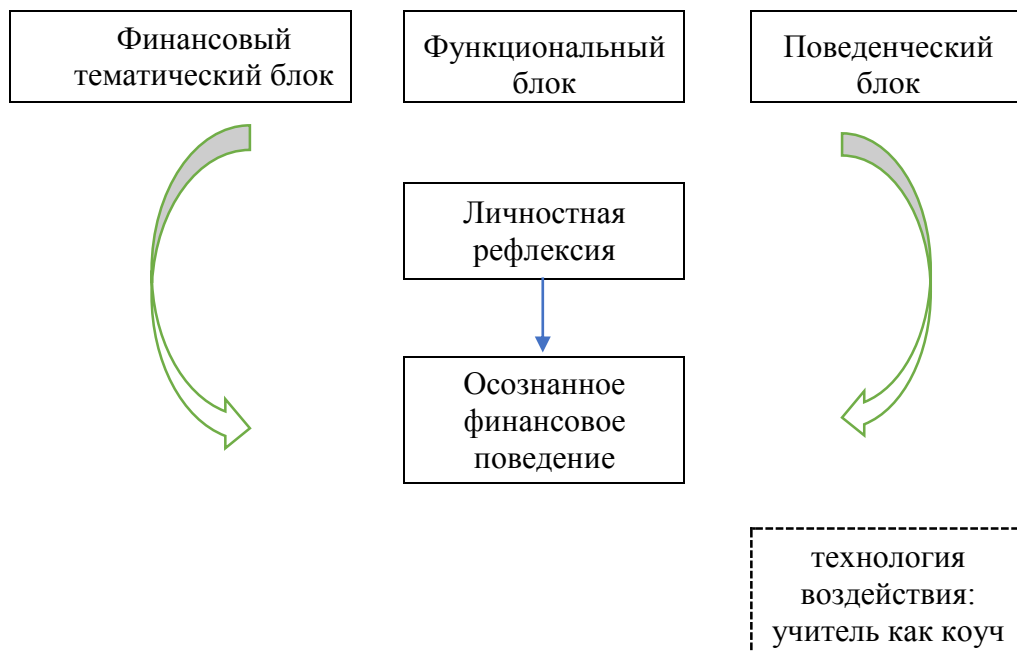 Финансовый
тематический блок
Функциональный
блок
Поведенческий
блок
Личностная
рефлексия
Осознанное
финансовое
поведение
технология
воздействия:
учитель как коуч